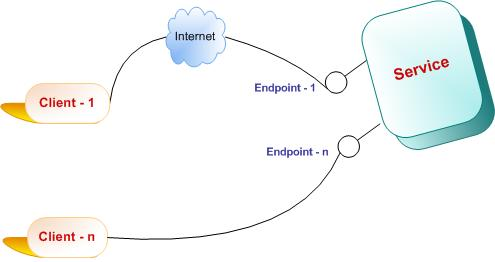 Internet
Service
Endpoint - 1
Client - 1
Endpoint - n
Client - n